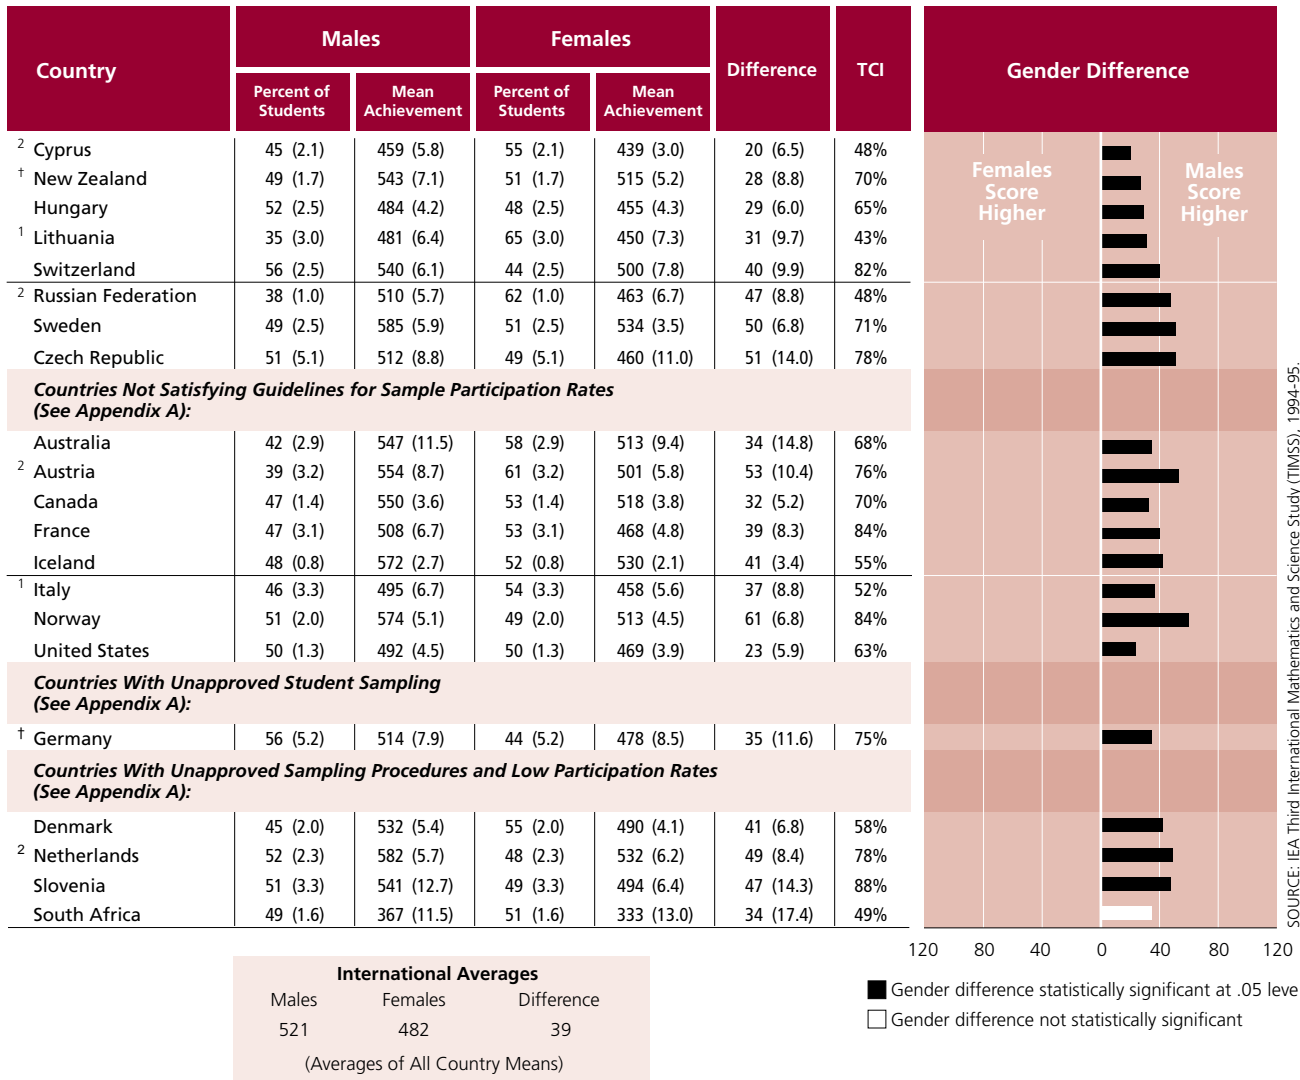 Country
Males
Females
Difference
TCI
Gender Difference
Percent of Students
Mean Achievement
Percent of Students
Mean Achievement
2 Cyprus 45 (2.1) 459 (5.8) 55 (2.1) 439 (3.0) 20 (6.5) 48%
† New Zealand 49 (1.7) 543 (7.1) 51 (1.7) 515 (5.2) 28 (8.8) 70%
Hungary 52 (2.5) 484 (4.2) 48 (2.5) 455 (4.3) 29 (6.0) 65%
1 Lithuania 35 (3.0) 481 (6.4) 65 (3.0) 450 (7.3) 31 (9.7) 43%
Switzerland 56 (2.5) 540 (6.1) 44 (2.5) 500 (7.8) 40 (9.9) 82%
2 Russian Federation 38 (1.0) 510 (5.7) 62 (1.0) 463 (6.7) 47 (8.8) 48%
Sweden 49 (2.5) 585 (5.9) 51 (2.5) 534 (3.5) 50 (6.8) 71%
Czech Republic 51 (5.1) 512 (8.8) 49 (5.1) 460 (11.0) 51 (14.0) 78%
Countries Not Satisfying Guidelines for Sample Participation Rates
(See Appendix A):
Australia 42 (2.9) 547 (11.5) 58 (2.9) 513 (9.4) 34 (14.8) 68%
2 Austria 39 (3.2) 554 (8.7) 61 (3.2) 501 (5.8) 53 (10.4) 76%
Canada 47 (1.4) 550 (3.6) 53 (1.4) 518 (3.8) 32 (5.2) 70%
France 47 (3.1) 508 (6.7) 53 (3.1) 468 (4.8) 39 (8.3) 84%
Iceland 48 (0.8) 572 (2.7) 52 (0.8) 530 (2.1) 41 (3.4) 55%
1 Italy 46 (3.3) 495 (6.7) 54 (3.3) 458 (5.6) 37 (8.8) 52%
Norway 51 (2.0) 574 (5.1) 49 (2.0) 513 (4.5) 61 (6.8) 84%
United States 50 (1.3) 492 (4.5) 50 (1.3) 469 (3.9) 23 (5.9) 63%
Countries With Unapproved Student Sampling
(See Appendix A):
† Germany 56 (5.2) 514 (7.9) 44 (5.2) 478 (8.5) 35 (11.6) 75%
Countries With Unapproved Sampling Procedures and Low Participation Rates
(See Appendix A):
Denmark 45 (2.0) 532 (5.4) 55 (2.0) 490 (4.1) 41 (6.8) 58%
2 Netherlands 52 (2.3) 582 (5.7) 48 (2.3) 532 (6.2) 49 (8.4) 78%
Slovenia 51 (3.3) 541 (12.7) 49 (3.3) 494 (6.4) 47 (14.3) 88%
South Africa 49 (1.6) 367 (11.5) 51 (1.6) 333 (13.0) 34 (17.4) 49%
Females
Score
Higher
Males
Score
Higher
120 80 40 0 40 80 120
Gender difference statistically significant at .05 leve
Gender difference not statistically significant
International Averages
Males Females Difference
521 482 39
(Averages of All Country Means)
SOURCE: IEA Third International Mathematics and Science Study (TIMSS), 1994-95.